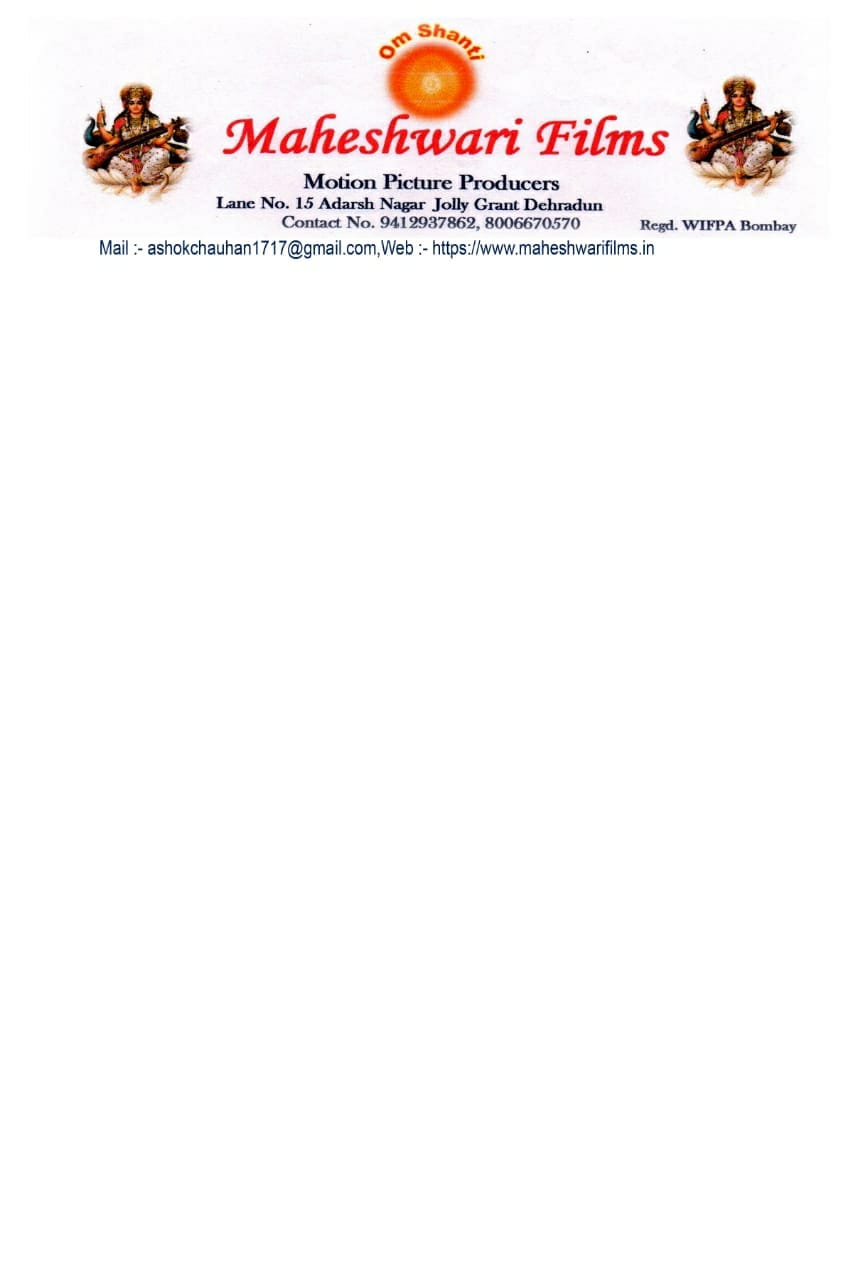 Om Shanti
Maheshwari Films
Motion Picture Producers
Lane No. 15 Adarsh Nagar Jolly Grant Dehradun
Contact No. 9412937862, 8006670570
Regd. WIFPA Bombay
Mail :- ashokchauhan1717@gmail.com,Web :- https://www.maheshwarifilms.in